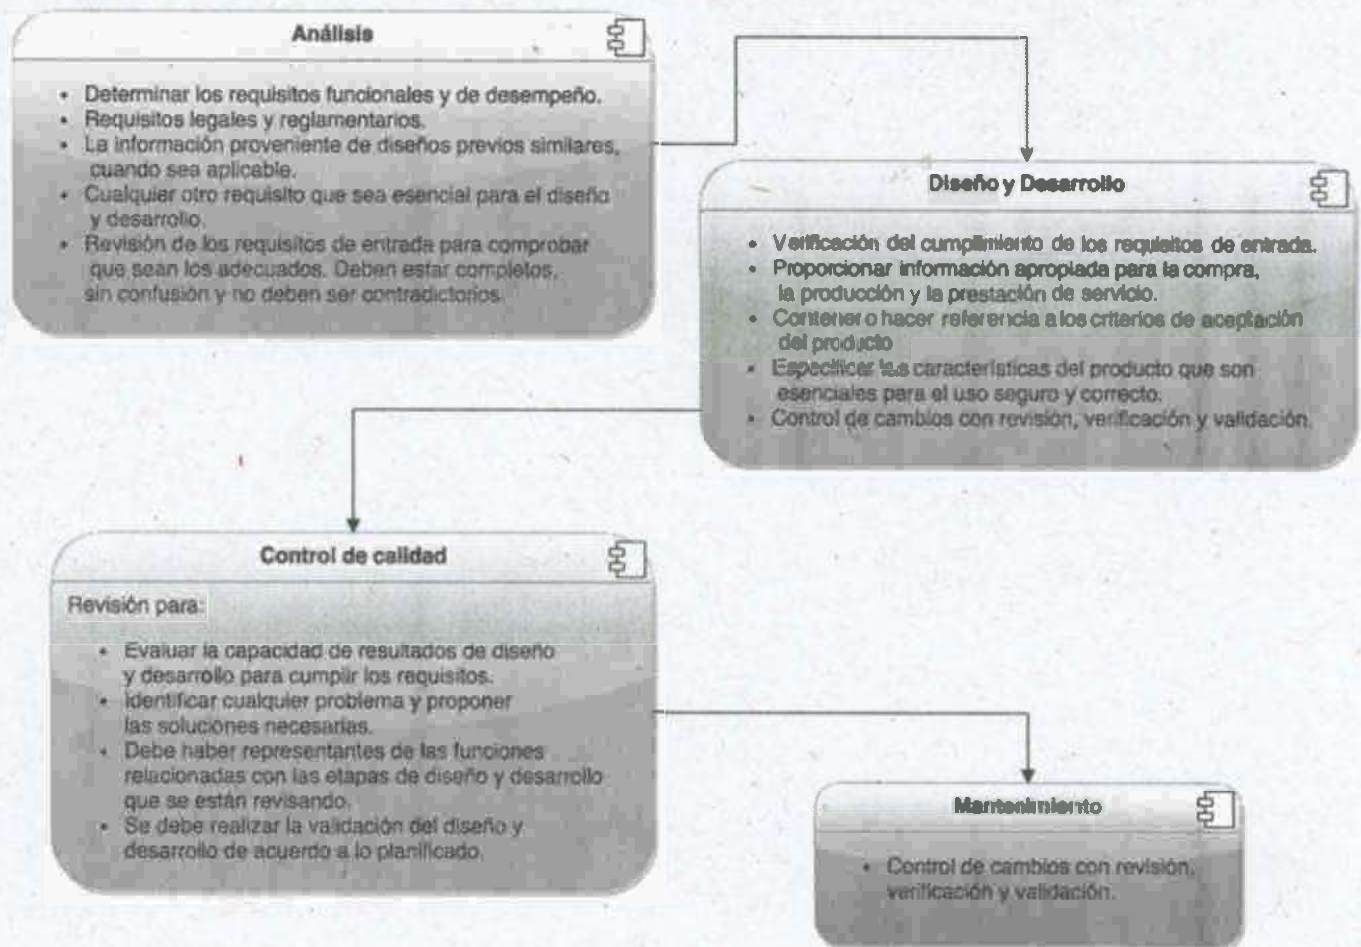 Análisis
• Determinar los requisitos funcionales y de desempeño.
• Requisitos legales y reglamentarios.
• La información proveniente de diseños previos similares,
cuando sea aplicable.
• Cualquier otro requisito que sea esencial para el diseño
y desarrollo.
• Revisión de los requisitos de entrada para comprobar
que sean los adecuados. Deben estar completos,
sin confusión y no deben ser contradictorios.
Diseño y Desarrollo
• Verificación del cumplimiento de los requisitos de entrada.
• Proporcionar información apropiada para la compra,
la producción y la prestación de servicio.
• Contener o hacer referencia a los criterios de aceptación
del producto
• Especificar las características del producto que son
esenciales para el uso seguro y correcto.
• Control de cambios con revisión, verificación y validación.
Control de calidad
Revisión para:
• Evaluar la capacidad de resultados de diseño
y desarrollo para cumplir los requisitos.
• Identificar cualquier problema y proponer
las soluciones necesarias.
• Debe haber representantes de las funciones
relacionadas con las etapas de diseño y desarrollo
que se están revisando.
• Se debe realizar la validación del diseño y
desarrollo de acuerdo a lo planificado.
Mantenimiento
• Control de cambios con revisión,
verificación y validación.